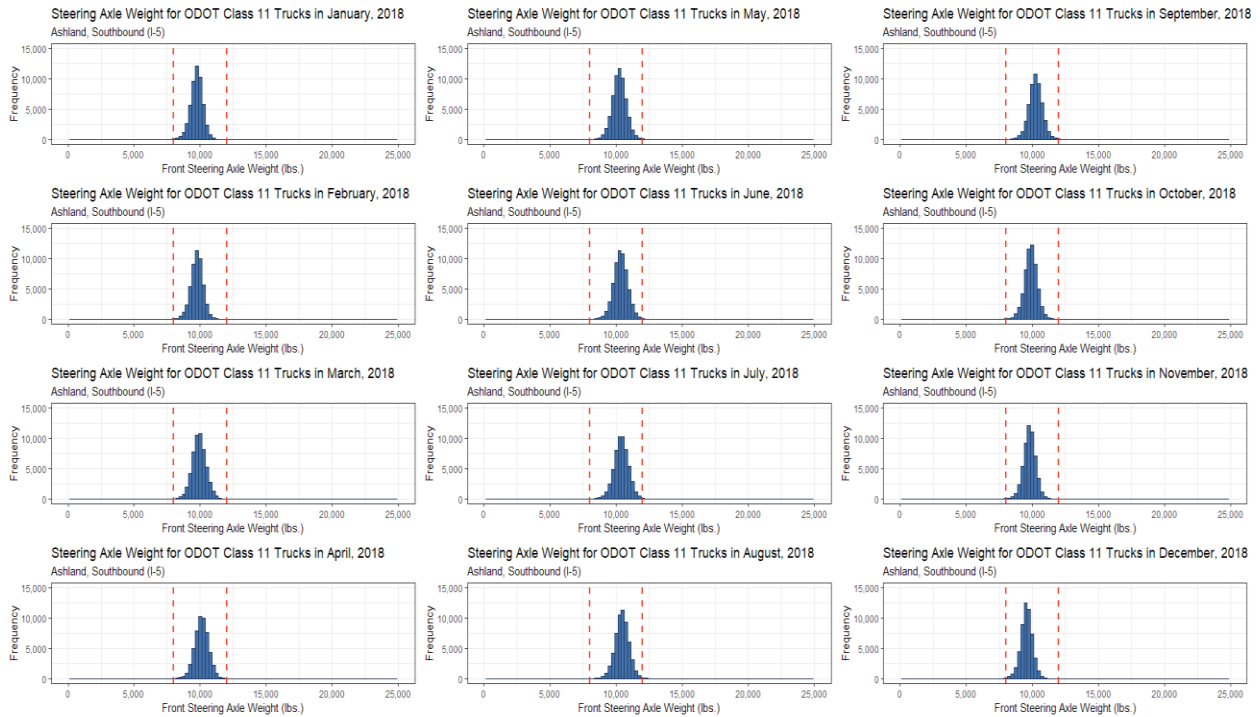 Steering Axle Weight for ODOT Class 11 Trucks in January, 2018
Ashland, Southbound (I-5)
15,000
10,000
5,000
0
Frequency
0 5,000 10,000 15,000 20,000 25,000
Front Steering Axle Weight (lbs.)
Steering Axle Weight for ODOT Class 11 Trucks in May, 2018
Ashland, Southbound (I-5)
15,000
10,000
5,000
0
Frequency
0 5,000 10,000 15,000 20,000 25,000
Front Steering Axle Weight (lbs.)
Steering Axle Weight for ODOT Class 11 Trucks in September, 2018
Ashland, Southbound (I-5)
15,000
10,000
5,000
0
Frequency
0 5,000 10,000 15,000 20,000 25,000
Front Steering Axle Weight (lbs.)
Steering Axle Weight for ODOT Class 11 Trucks in February, 2018
Ashland, Southbound (I-5)
15,000
10,000
5,000
0
Frequency
0 5,000 10,000 15,000 20,000 25,000
Front Steering Axle Weight (lbs.)
Steering Axle Weight for ODOT Class 11 Trucks in June, 2018
Ashland, Southbound (I-5)
15,000
10,000
5,000
0
Frequency
0 5,000 10,000 15,000 20,000 25,000
Front Steering Axle Weight (lbs.)
Steering Axle Weight for ODOT Class 11 Trucks in October, 2018
Ashland, Southbound (I-5)
15,000
10,000
5,000
0
Frequency
0 5,000 10,000 15,000 20,000 25,000
Front Steering Axle Weight (lbs.)
Steering Axle Weight for ODOT Class 11 Trucks in March, 2018
Ashland, Southbound (I-5)
15,000
10,000
5,000
0
Frequency
0 5,000 10,000 15,000 20,000 25,000
Front Steering Axle Weight (lbs.)
Steering Axle Weight for ODOT Class 11 Trucks in July, 2018
Ashland, Southbound (I-5)
15,000
10,000
5,000
0
Frequency
0 5,000 10,000 15,000 20,000 25,000
Front Steering Axle Weight (lbs.)
Steering Axle Weight for ODOT Class 11 Trucks in November, 2018
Ashland, Southbound (I-5)
15,000
10,000
5,000
0
Frequency
0 5,000 10,000 15,000 20,000 25,000
Front Steering Axle Weight (lbs.)
Steering Axle Weight for ODOT Class 11 Trucks in April, 2018
Ashland, Southbound (I-5)
15,000
10,000
5,000
0
Frequency
0 5,000 10,000 15,000 20,000 25,000
Front Steering Axle Weight (lbs.)
Steering Axle Weight for ODOT Class 11 Trucks in August, 2018
Ashland, Southbound (I-5)
15,000
10,000
5,000
0
Frequency
0 5,000 10,000 15,000 20,000 25,000
Front Steering Axle Weight (lbs.)
Steering Axle Weight for ODOT Class 11 Trucks in December, 2018
Ashland, Southbound (I-5)
15,000
10,000
5,000
0
Frequency
0 5,000 10,000 15,000 20,000 25,000
Front Steering Axle Weight (lbs.)